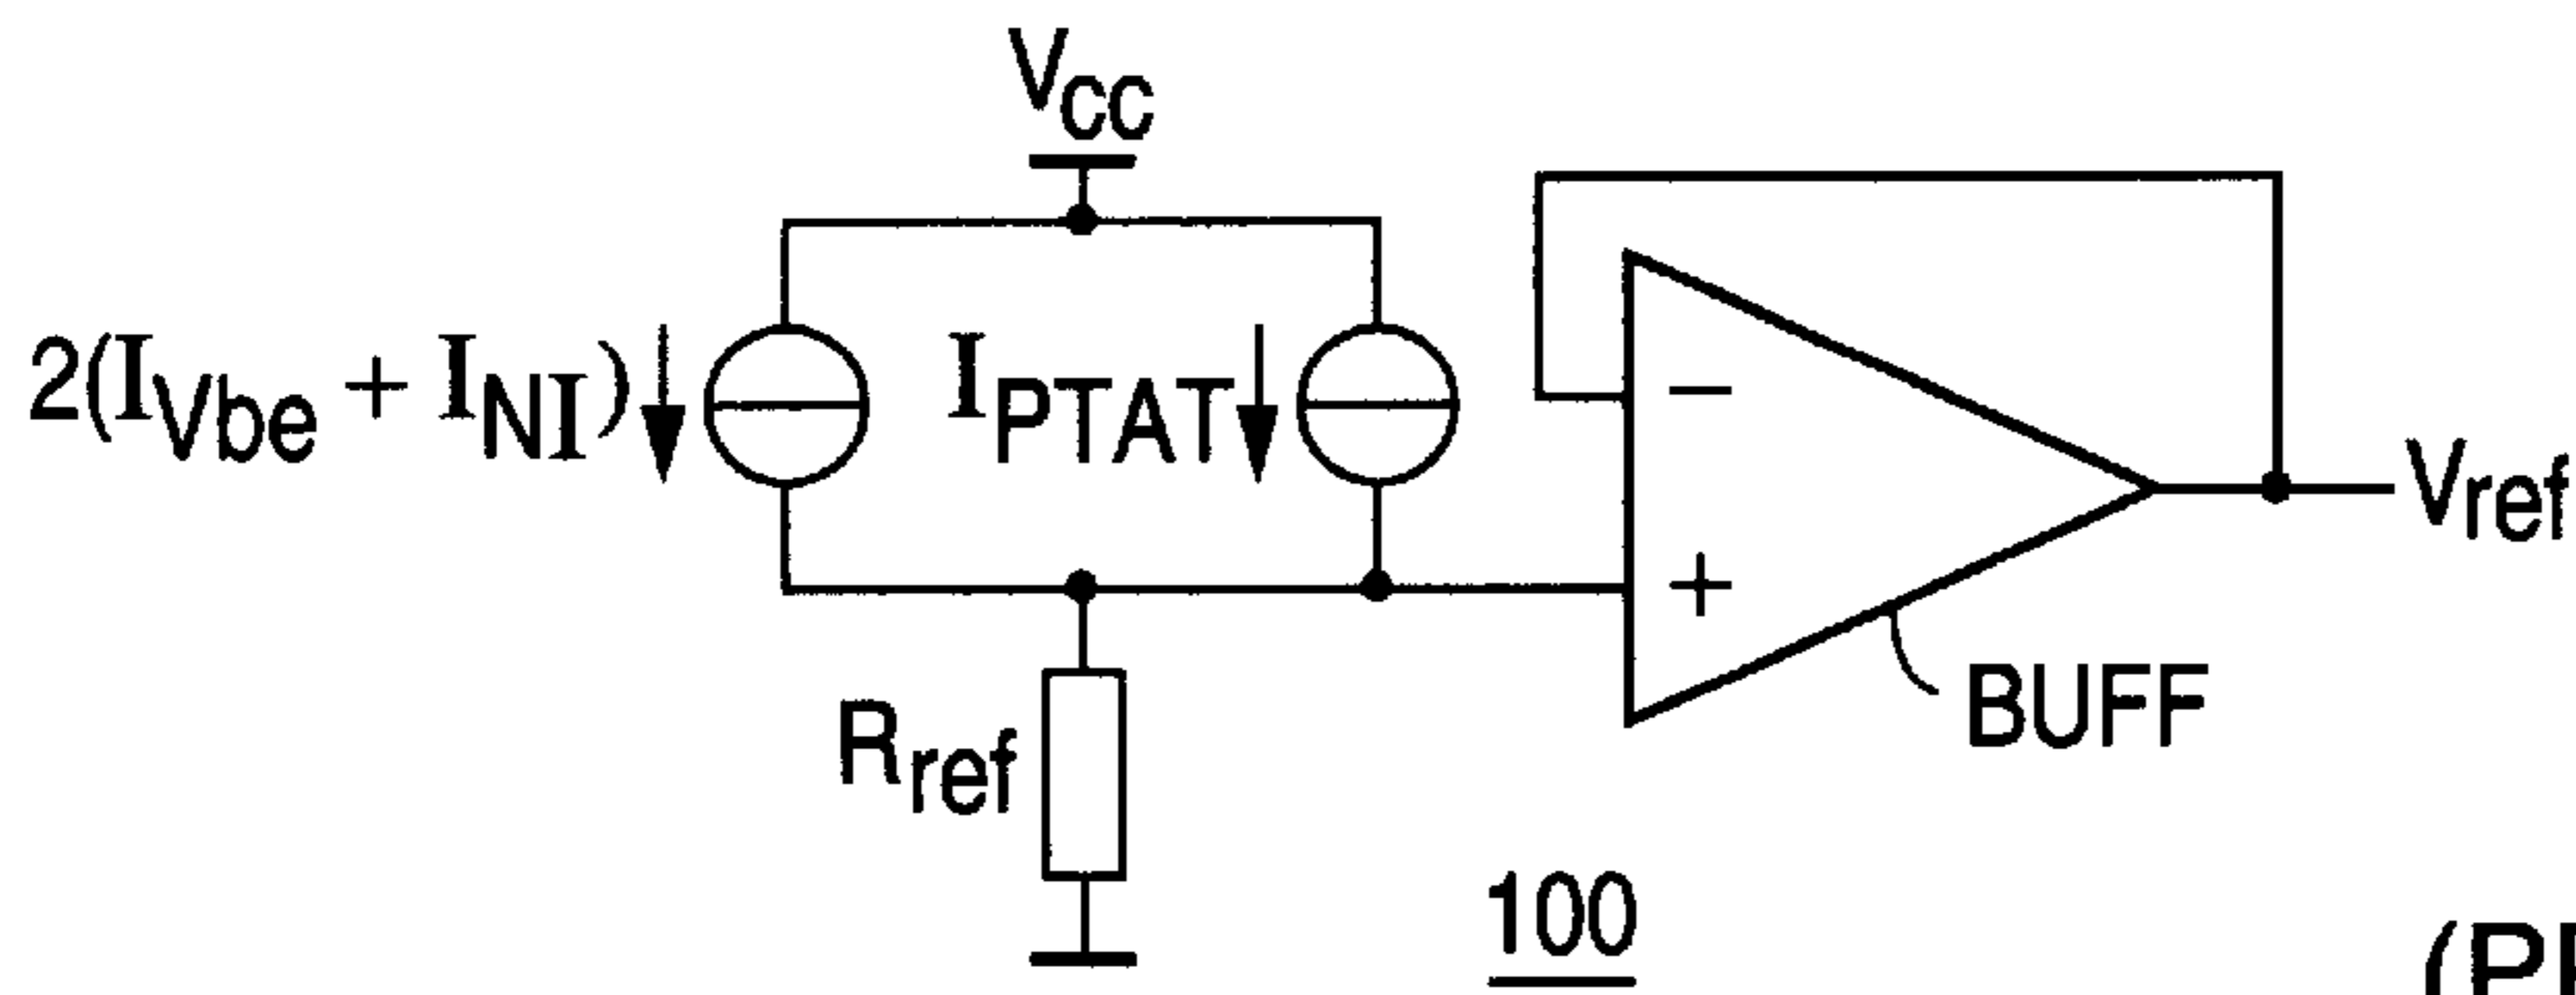 Vcc
2(IVbe + INI)
IPTAT
−
+
Vref
BUFF
Rref
100